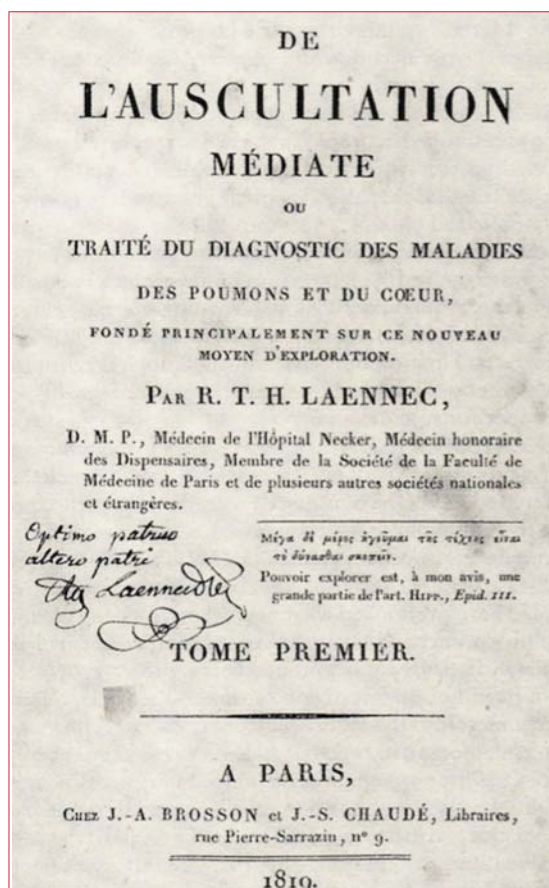 DE
L'AUSCULTATION
MÉDIATE
OU
TRAITÉ DU DIAGNOSTIC DES MALADIES
DES POUMONS ET DU CŒUR,
FONDÉ PRINCIPALEMENT SUR CE NOUVEAU
MOYEN D'EXPLORATION.
PAR R. T. H. LAENNEC,
D. M. P., Médecin de l'Hôpital Necker, Médecin honoraire
des Dispensaires, Membre de la Société de la Faculté de
Médecine de Paris et de plusieurs autres sociétés nationales
et étrangères.
Optimo patruo
altero patri
Laennec
Μέγα δὲ μέρος ἡγεῦμαι τῆς τέχνης εἶναι
τὸ δύνασθαι σκοπεῖν.
Pouvoir explorer est, à mon avis, une
grande partie de l'art. HIPP., Epid. III.
TOME PREMIER.
A PARIS,
CHEZ J.-A. BROSSON et J.-S. CHAUDÉ, Libraires,
rue Pierre-Sarrazin, nº 9.
1819.